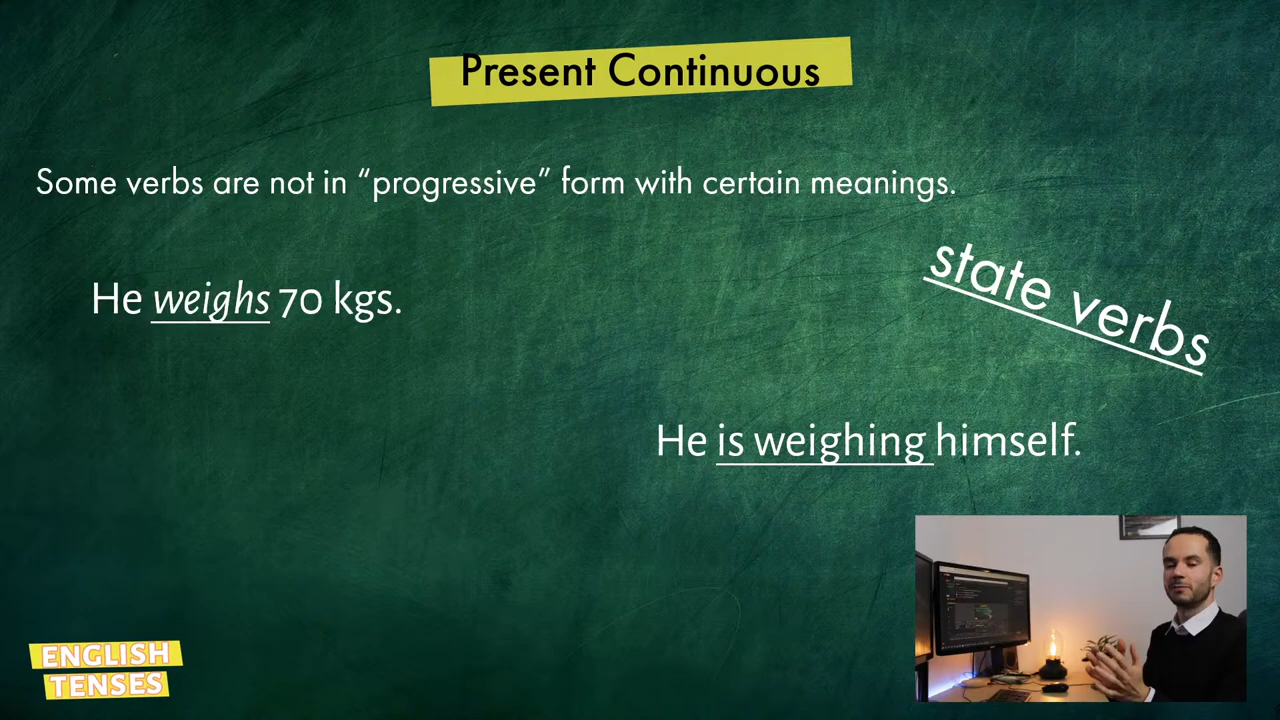 Present Continuous
Some verbs are not in “progressive” form with certain meanings.
state verbs
He weighs 70 kgs.
He is weighing himself.
ENGLISH
TENSES